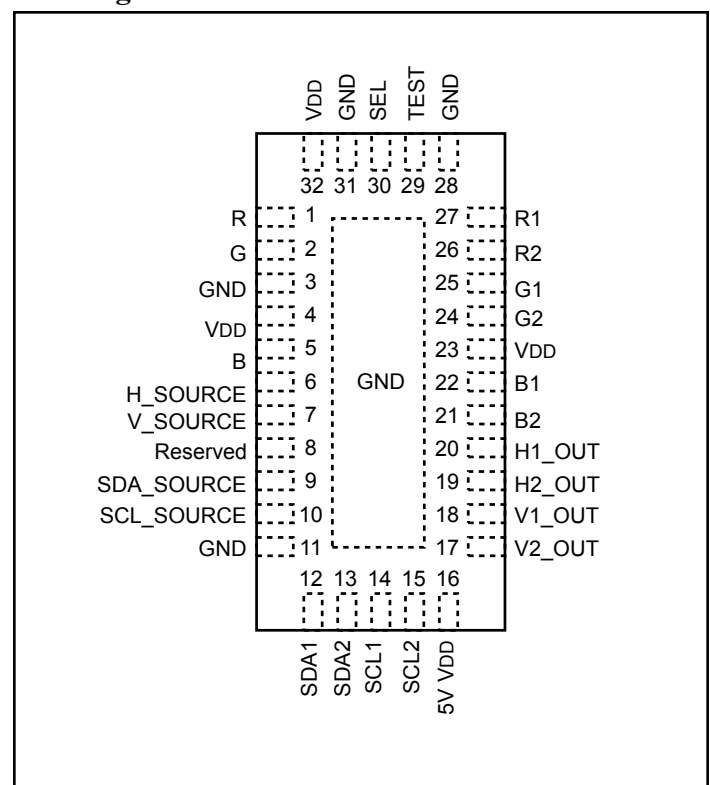 VDD GND SEL TEST GND
32 31 30 29 28
R 1 27 R1
G 2 26 R2
GND 3 25 G1
VDD 4 24 G2
B 5 23 VDD
H_SOURCE 6 GND 22 B1
V_SOURCE 7 21 B2
Reserved 8 20 H1_OUT
SDA_SOURCE 9 19 H2_OUT
SCL_SOURCE 10 18 V1_OUT
GND 11 17 V2_OUT
12 13 14 15 16
SDA1 SDA2 SCL1 SCL2 5V VDD